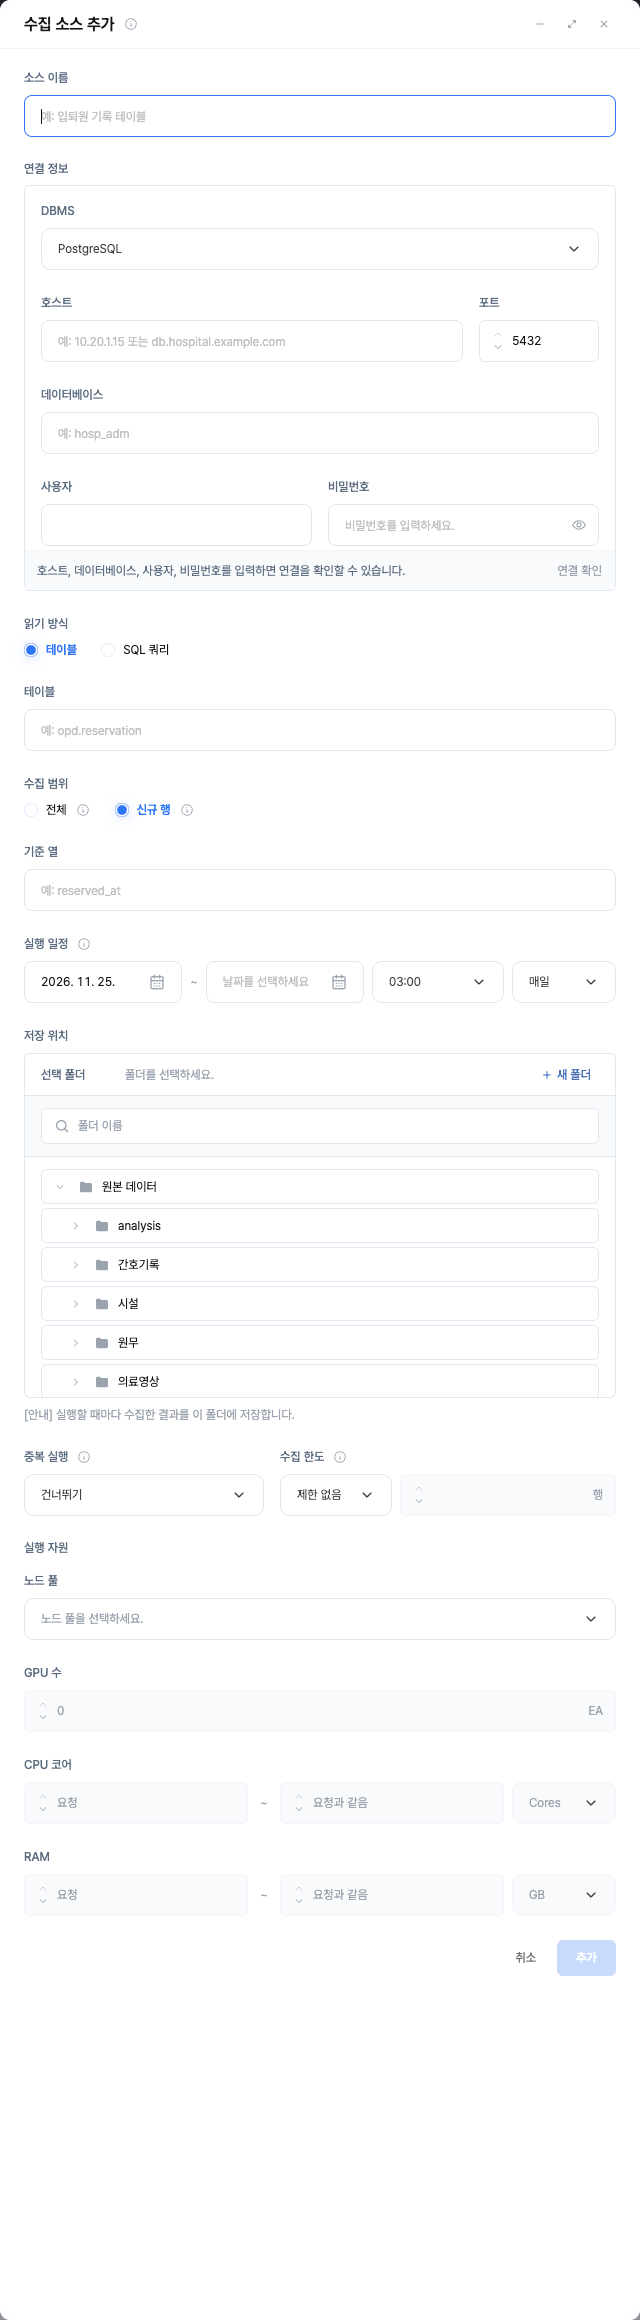 수집 소스 추가
소스 이름
예: 입퇴원 기록 테이블
연결 정보
DBMS
PostgreSQL
호스트 포트
예: 10.20.1.15 또는 db.hospital.example.com 5432
데이터베이스
예: hosp_adm
사용자 비밀번호
비밀번호를 입력하세요.
호스트, 데이터베이스, 사용자, 비밀번호를 입력하면 연결을 확인할 수 있습니다. 연결 확인
읽기 방식
테이블 SQL 쿼리
테이블
예: opd.reservation
수집 범위
전체 신규 행
기준 열
예: reserved_at
실행 일정
2026. 11. 25. ~ 날짜를 선택하세요 03:00 매일
저장 위치
선택 폴더 폴더를 선택하세요. + 새 폴더
폴더 이름
원본 데이터
analysis
간호기록
시설
원무
의료영상
[안내] 실행할 때마다 수집한 결과를 이 폴더에 저장합니다.
중복 실행 수집 한도
건너뛰기 제한 없음 행
실행 자원
노드 풀
노드 풀을 선택하세요.
GPU 수
0 EA
CPU 코어
요청 ~ 요청과 같음 Cores
RAM
요청 ~ 요청과 같음 GB
취소 추가